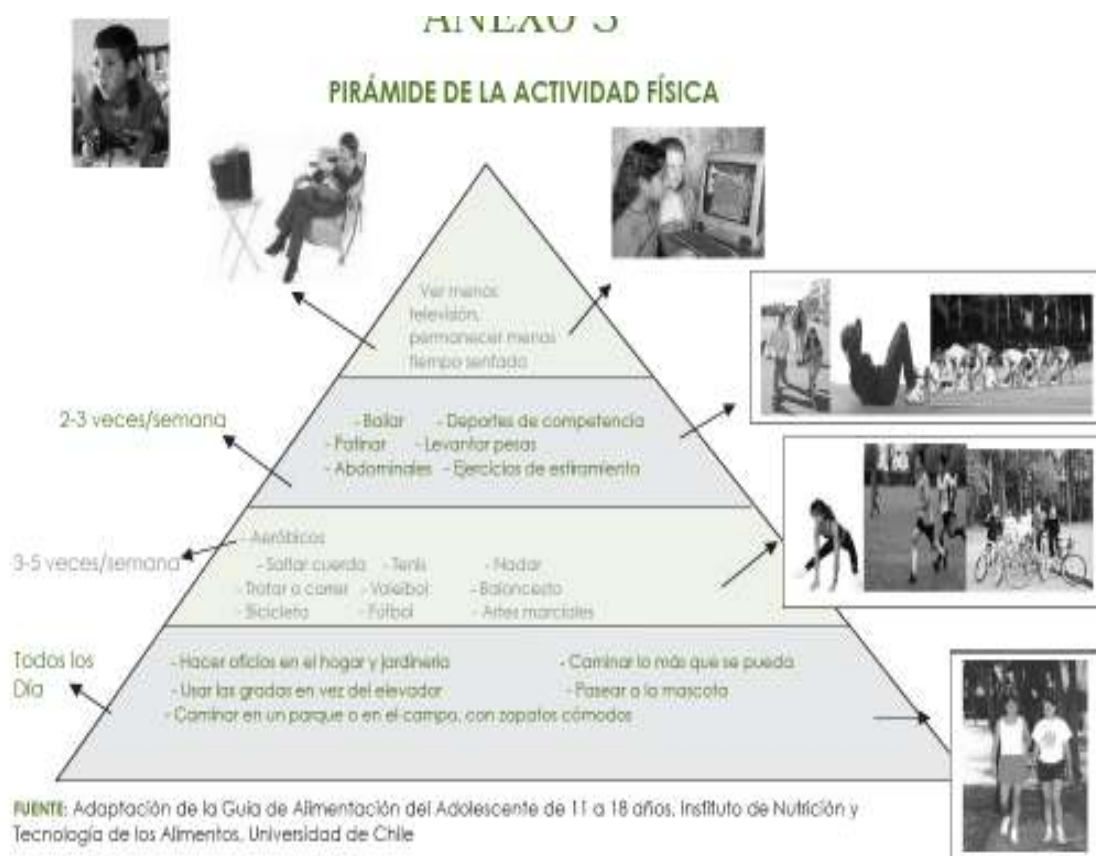 ANEXO 3
PIRÁMIDE DE LA ACTIVIDAD FÍSICA
Ver menos
televisión,
permanecer menos
tiempo sentado
2-3 veces/semana
- Bailar - Deportes de competencia
- Patinar - Levantar pesas
- Abdominales - Ejercicios de estiramiento
3-5 veces/semana
- Aeróbicos
- Saltar cuerda - Tenis - Nadar
- Trotar o correr - Voleibol - Baloncesto
- Bicicleta - Fútbol - Artes marciales
Todos los
Día
- Hacer oficios en el hogar y jardinería - Caminar lo más que se pueda
- Usar las gradas en vez del elevador - Pasear a la mascota
- Caminar en un parque o en el campo, con zapatos cómodos
FUENTE: Adaptación de la Guía de Alimentación del Adolescente de 11 a 18 años, Instituto de Nutrición y
Tecnología de los Alimentos, Universidad de Chile